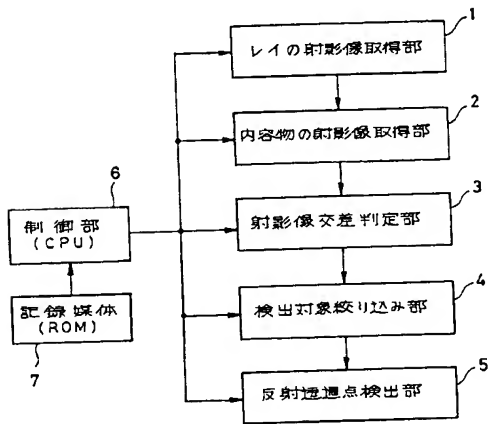 1
レイの射影像取得部
2
内容物の射影像取得部
6
3
制御部
(CPU)
射影像交差判定部
4
記録媒体
(ROM)
検出対象絞り込み部
7
5
反射透過点検出部